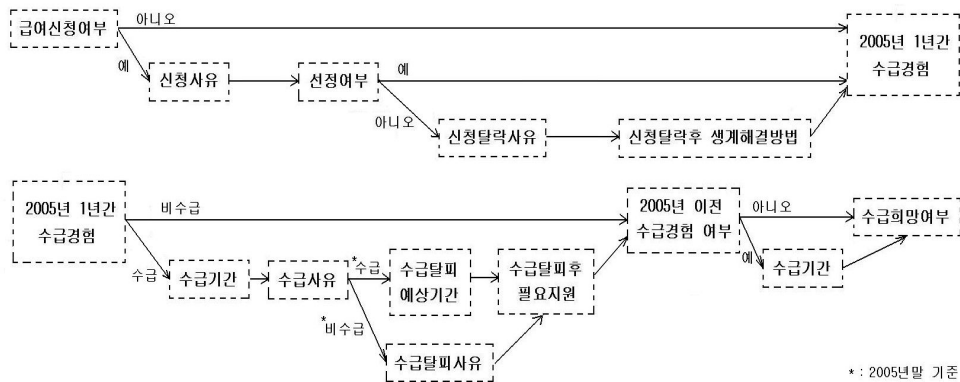 급여신청여부
아니오
2005년 1년간
수급경험
예
신청사유
선정여부
예
아니오
신청탈락사유
신청탈락후 생계해결방법
2005년 1년간
수급경험
비수급
2005년 이전
수급경험 여부
아니오
수급희망여부
수급
수급기간
수급사유
*수급
수급탈피
예상기간
수급탈피후
필요지원
예
수급기간
*비수급
수급탈피사유
* : 2005년말 기준